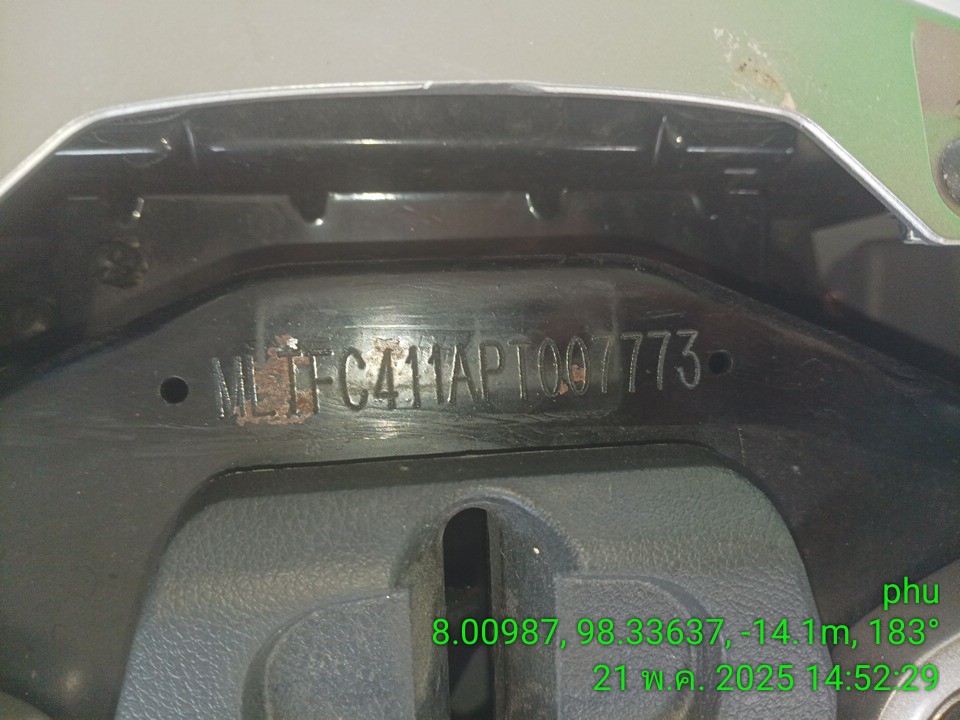 MLTFC411APT007773
phu
8.00987, 98.33637, -14.1m, 183°
21 พ.ค. 2025 14:52:29